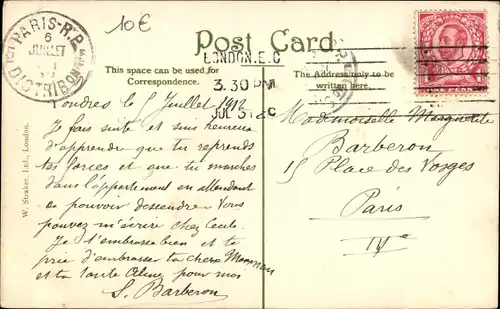 PARIS-R.P.
6
JUILLET
DISTRIBON
10€
Post Card
LONDON.E.C
3.30 PM
JUL 5 12 C
This space can be used for
Correspondence.
The Address only to be
written here.
W. Straker, Ltd., London.
Londres le 5 Juillet 1912
Je suis suite et suis heureux
d'apprendre que tu reprends
tes forces et que tu marches
dans l'appartement en attendant
de pouvoir descendre. Vous
pouvez m'écrire chez Cecile.
Je t'embrasse bien et te
prie d'embrasser ta chère Maman
et ta tante Aline pour moi
S. Barberon
Mademoiselle Marguerite
Barberon
15 Place des Vosges
Paris
IVe